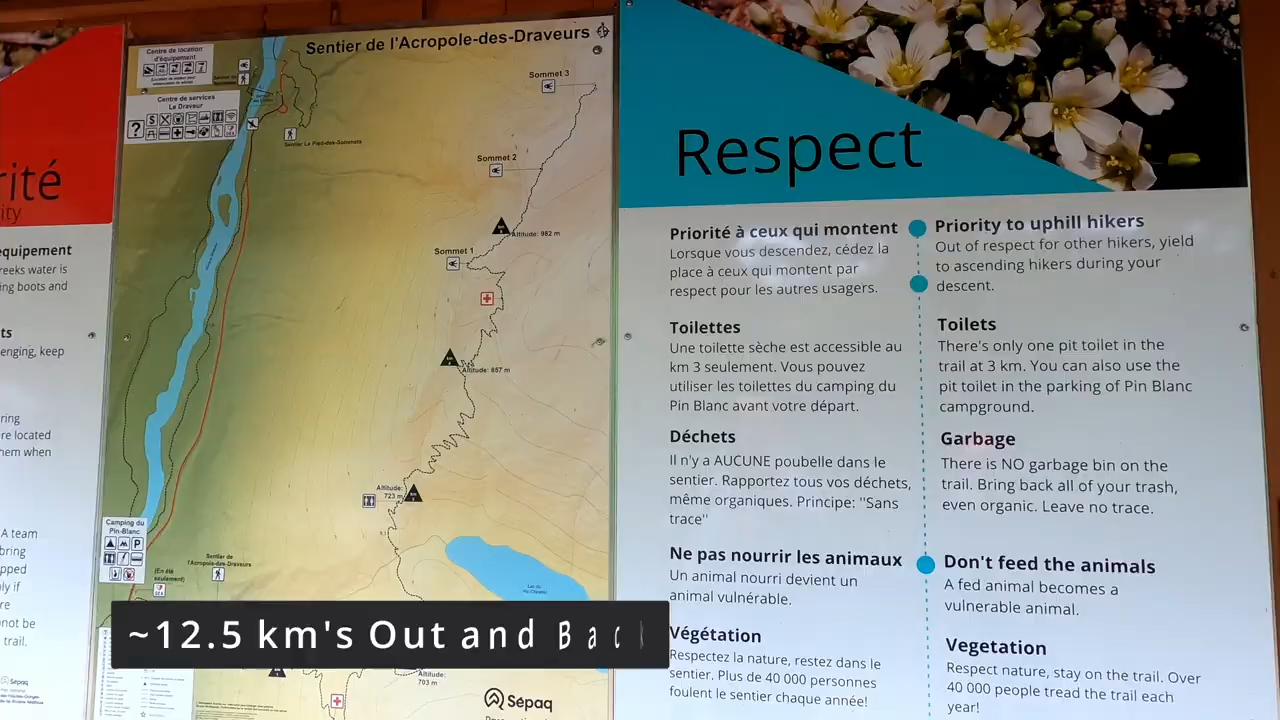 rité
ity
equipement
reeks water is
ing boots and
ts
enging, keep
ring
re located
hem when
A team
bring
pped
ly if
re
not be
trail.
Sépaq
Sentier de l'Acropole-des-Draveurs
Centre de location
d'équipement
Centre de services
Le Draveur
?
Sentier Le Pied-des-Sommets
Sommet 3
Sommet 2
Altitude: 982 m
Sommet 1
Altitude: 857 m
Altitude:
723 m
Camping du
Pin-Blanc
P
(En été
seulement)
Sentier de
l'Acropole-des-Draveurs
Altitude:
703 m
Sépaq
~12.5 km's Out and Bac
Respect
Priorité à ceux qui montent
Lorsque vous descendez, cédez la
place à ceux qui montent par
respect pour les autres usagers.
Toilettes
Une toilette sèche est accessible au
km 3 seulement. Vous pouvez
utiliser les toilettes du camping du
Pin Blanc avant votre départ.
Déchets
Il n'y a AUCUNE poubelle dans le
sentier. Rapportez tous vos déchets,
même organiques. Principe: "Sans
trace"
Ne pas nourrir les animaux
Un animal nourri devient un
animal vulnérable.
Végétation
Respectez la nature, restez dans le
sentier. Plus de 40 000 personnes
foulent le sentier chaque année!
Priority to uphill hikers
Out of respect for other hikers, yield
to ascending hikers during your
descent.
Toilets
There's only one pit toilet in the
trail at 3 km. You can also use the
pit toilet in the parking of Pin Blanc
campground.
Garbage
There is NO garbage bin on the
trail. Bring back all of your trash,
even organic. Leave no trace.
Don't feed the animals
A fed animal becomes a
vulnerable animal.
Vegetation
Respect nature, stay on the trail. Over
40 000 people tread the trail each
year!